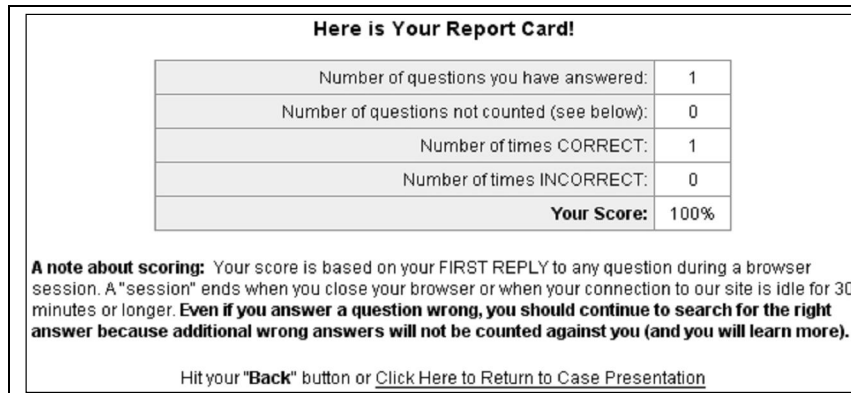 Here is Your Report Card!
Number of questions you have answered: 1
Number of questions not counted (see below): 0
Number of times CORRECT: 1
Number of times INCORRECT: 0
Your Score: 100%
A note about scoring: Your score is based on your FIRST REPLY to any question during a browser
session. A "session" ends when you close your browser or when your connection to our site is idle for 30
minutes or longer. Even if you answer a question wrong, you should continue to search for the right
answer because additional wrong answers will not be counted against you (and you will learn more).
Hit your "Back" button or Click Here to Return to Case Presentation